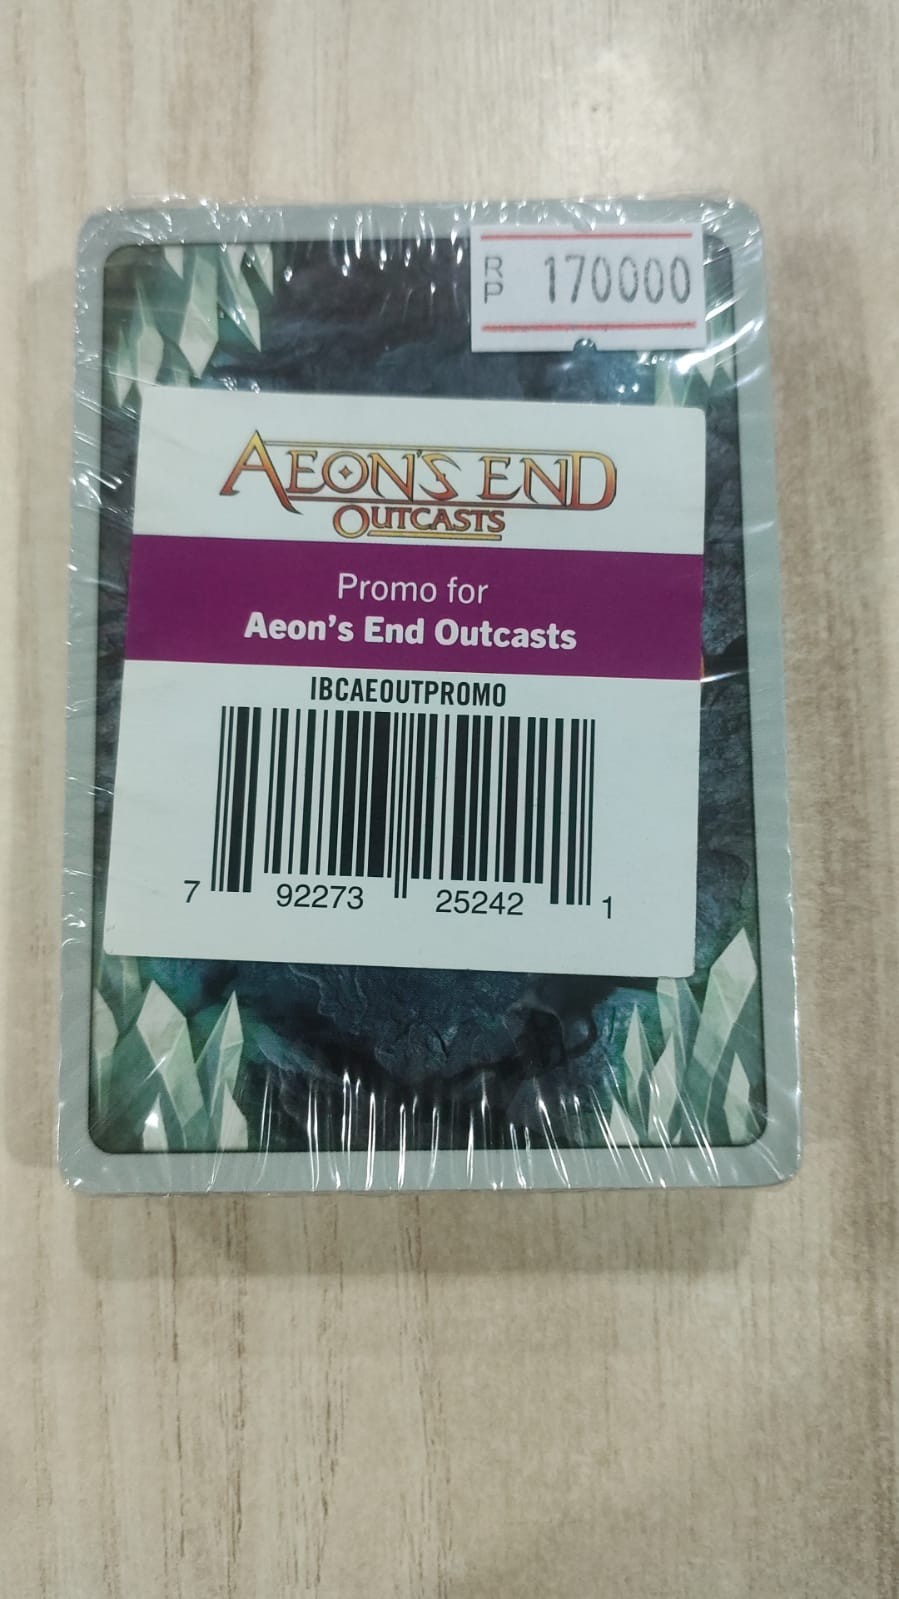 RP 170000
AEON'S END
OUTCASTS
Promo for
Aeon's End Outcasts
IBCAEOUTPROMO
7 92273 25242 1